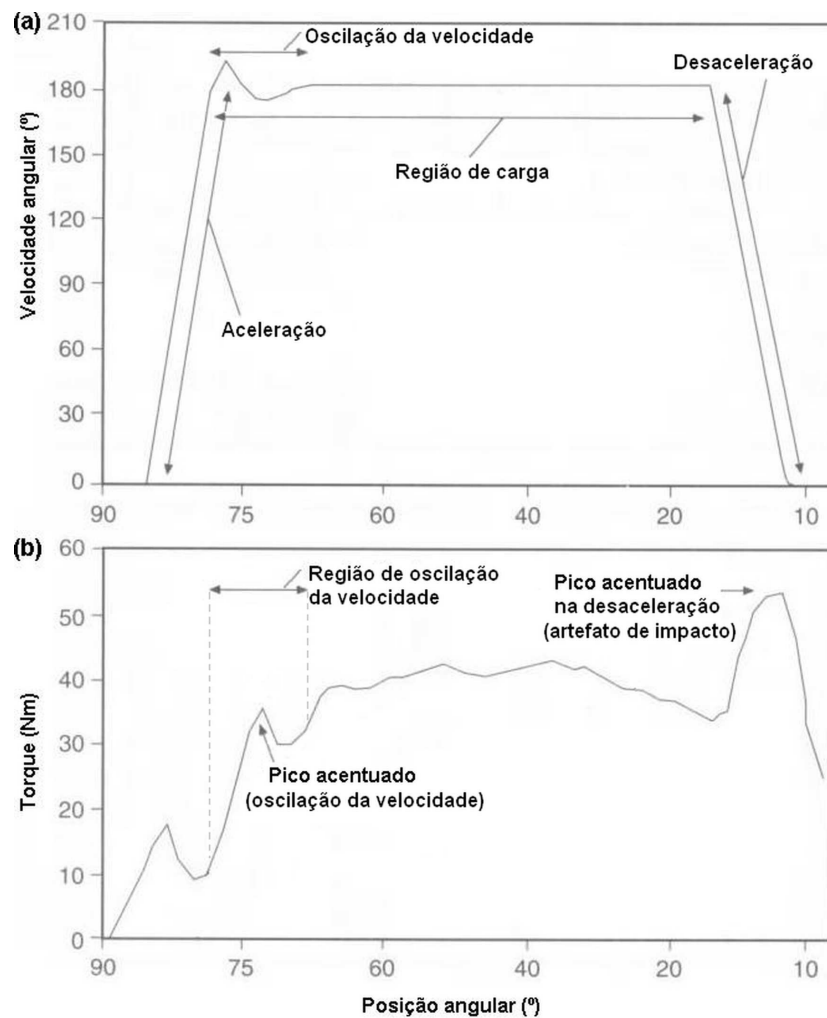 (a)
210
180
150
120
90
60
30
0
Velocidade angular (º)
Oscilação da velocidade
Desaceleração
Região de carga
Aceleração
90
75
60
40
20
10
(b)
60
50
40
30
20
10
0
Torque (Nm)
Região de oscilação
da velocidade
Pico acentuado
na desaceleração
(artefato de impacto)
Pico acentuado
(oscilação da velocidade)
90
75
60
40
20
10
Posição angular (º)